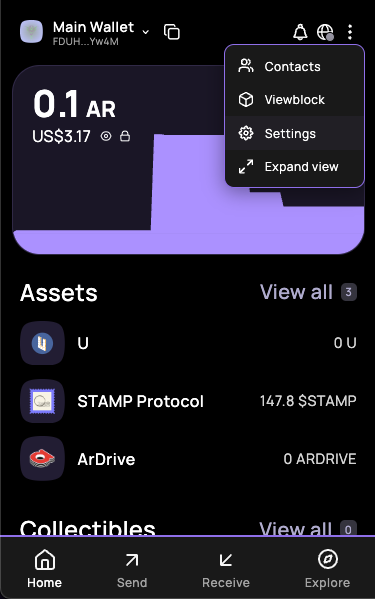 Main Wallet
FDUH...Yw4M
Contacts
Viewblock
Settings
Expand view
0.1 AR
US$3.17
Assets View all 3
U 0 U
STAMP Protocol 147.8 $STAMP
ArDrive 0 ARDRIVE
Collectibles View all 0
Home Send Receive Explore